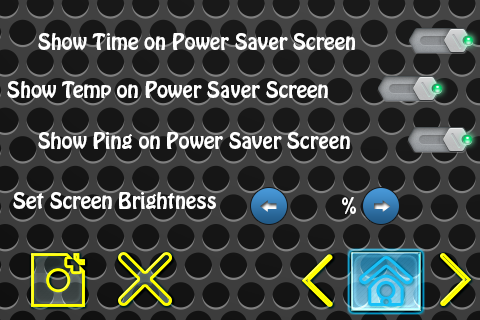 Show Time on Power Saver Screen
Show Temp on Power Saver Screen
Show Ping on Power Saver Screen
Set Screen Brightness %